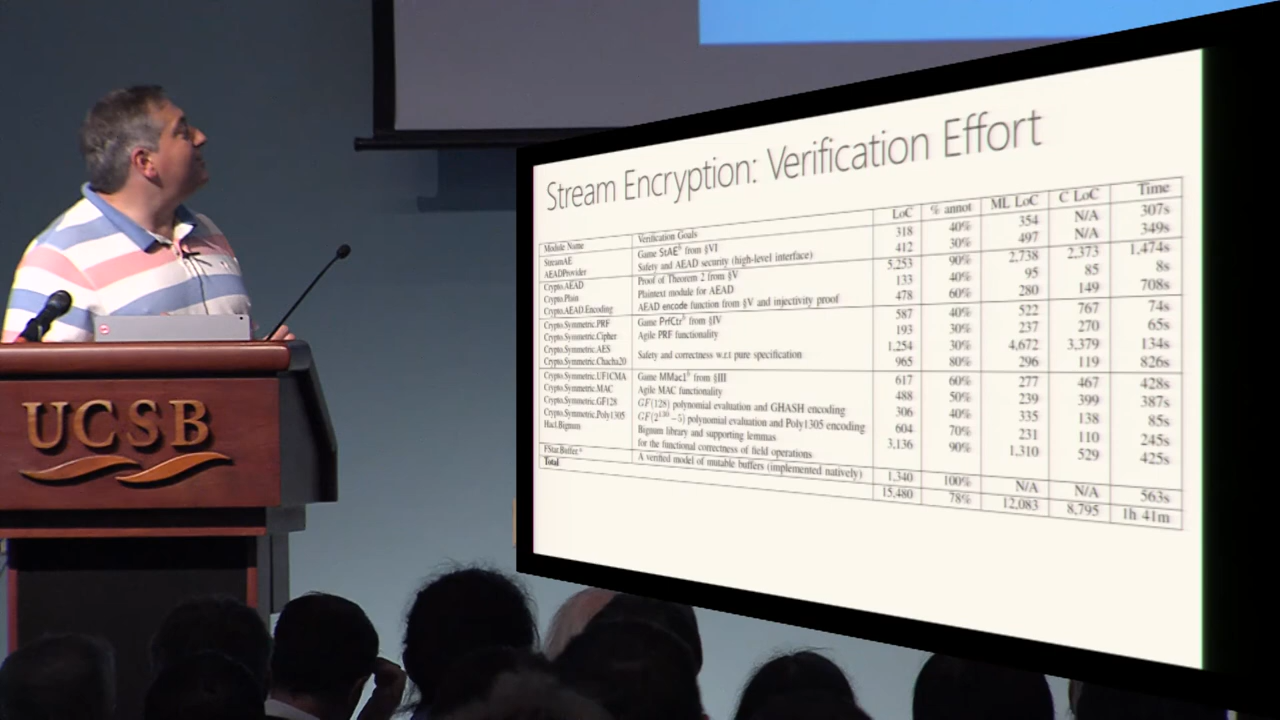 Stream Encryption: Verification Effort
Module Name Verification Goals LoC % annot ML LoC C LoC Time
StreamAE Game StAE^b from §VI 318 40% 354 N/A 307s
AEADProvider Safety and AEAD security (high-level interface) 412 30% 497 N/A 349s
Crypto.AEAD Proof of Theorem 2 from §V 5,253 90% 2,738 2,373 1,474s
Crypto.Plain Plaintext module for AEAD 133 40% 95 85 8s
Crypto.AEAD.Encoding AEAD encode function from §V and injectivity proof 478 60% 280 149 708s
Crypto.Symmetric.PRF Game PrfCtr^b from §IV 587 40% 522 767 74s
Crypto.Symmetric.Cipher Agile PRF functionality 193 30% 237 270 65s
Crypto.Symmetric.AES Safety and correctness w.r.t pure specification 1,254 30% 4,672 3,379 134s
Crypto.Symmetric.Chacha20 965 80% 296 119 826s
Crypto.Symmetric.UF1CMA Game MMac1^b from §III 617 60% 277 467 428s
Crypto.Symmetric.MAC Agile MAC functionality 488 50% 239 399 387s
Crypto.Symmetric.GF128 GF(128) polynomial evaluation and GHASH encoding 306 40% 335 138 85s
Crypto.Symmetric.Poly1305 GF(2^130 − 5) polynomial evaluation and Poly1305 encoding 604 70% 231 110 245s
Hacl.Bignum Bignum library and supporting lemmas 3,136 90% 1,310 529 425s
for the functional correctness of field operations
FStar.Buffer.* A verified model of mutable buffers (implemented natively) 1,340 100% N/A N/A 563s
Total 15,480 78% 12,083 8,795 1h 41m
UCSB